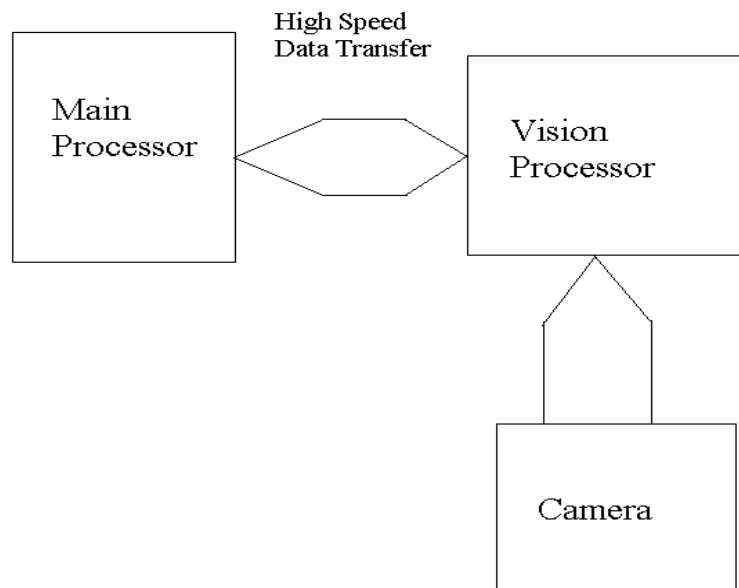 High Speed
Data Transfer
Main
Processor
Vision
Processor
Camera